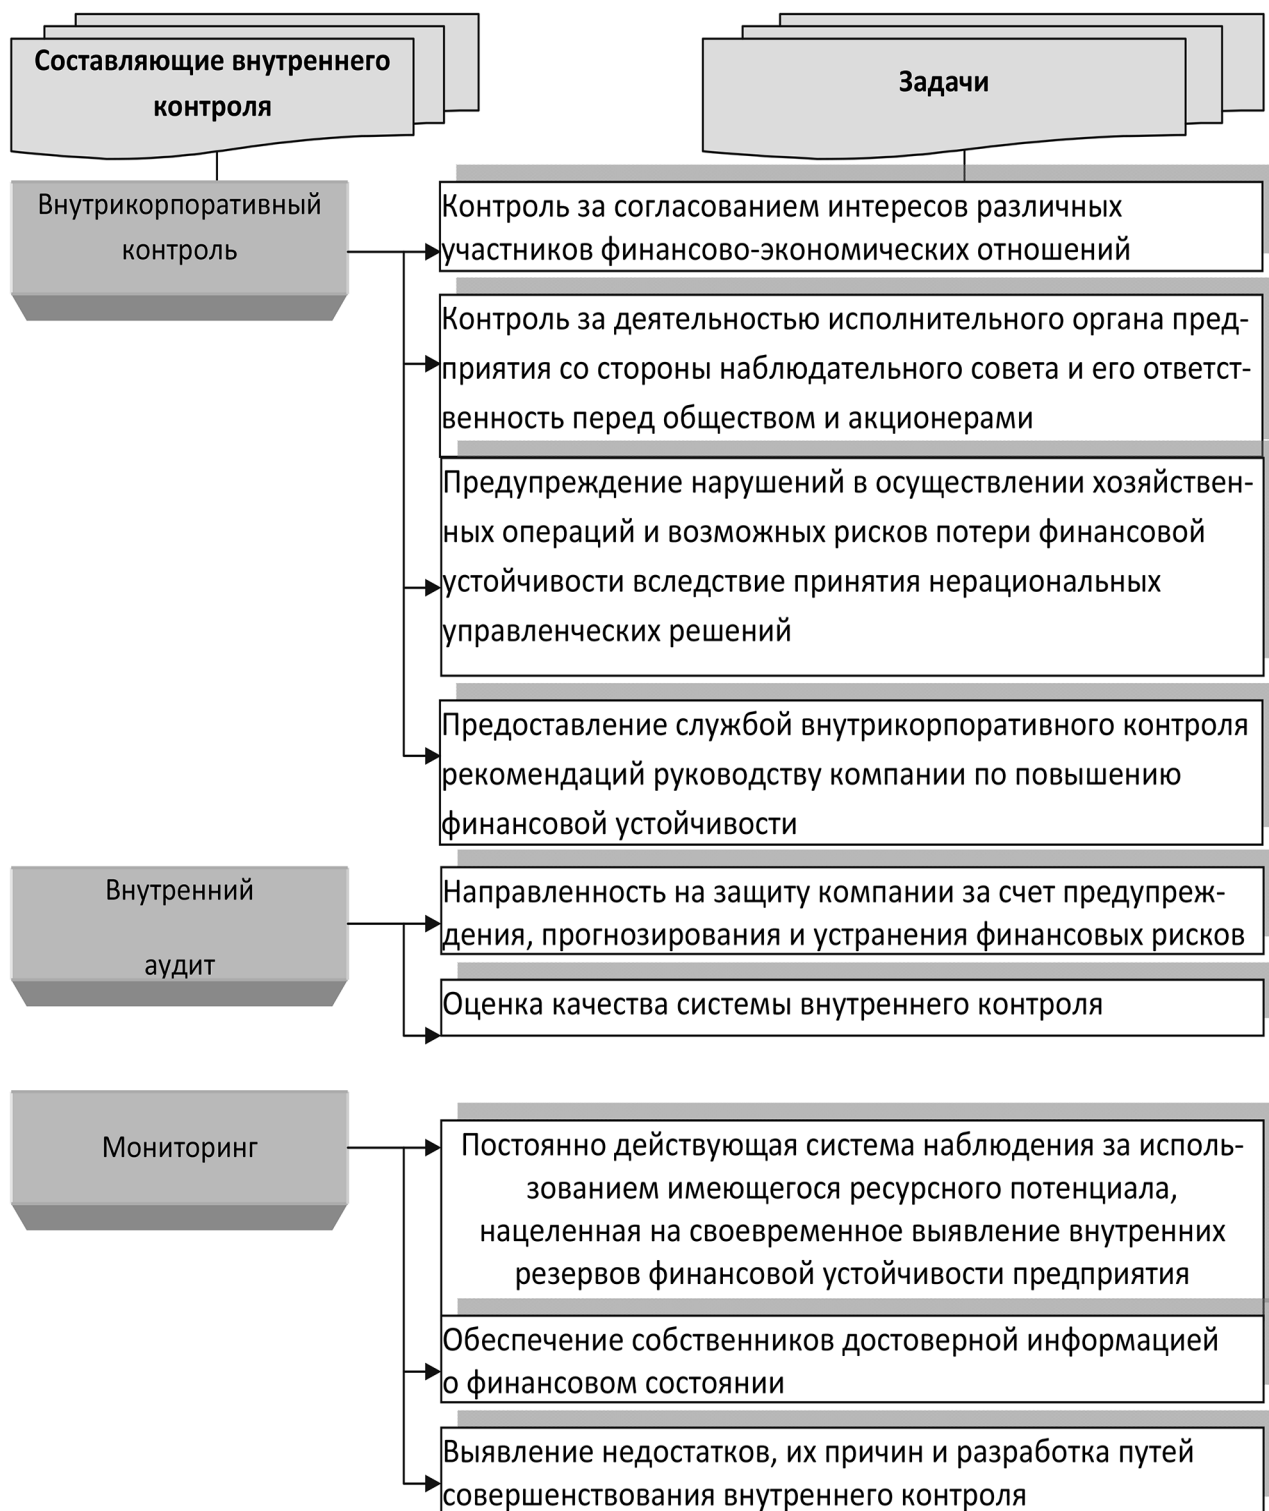 Составляющие внутреннего
контроля
Задачи
Внутрикорпоративный
контроль
Контроль за согласованием интересов различных
участников финансово-экономических отношений
Контроль за деятельностью исполнительного органа пред-
приятия со стороны наблюдательного совета и его ответст-
венность перед обществом и акционерами
Предупреждение нарушений в осуществлении хозяйствен-
ных операций и возможных рисков потери финансовой
устойчивости вследствие принятия нерациональных
управленческих решений
Предоставление службой внутрикорпоративного контроля
рекомендаций руководству компании по повышению
финансовой устойчивости
Внутренний
аудит
Направленность на защиту компании за счет предупреж-
дения, прогнозирования и устранения финансовых рисков
Оценка качества системы внутреннего контроля
Мониторинг
Постоянно действующая система наблюдения за исполь-
зованием имеющегося ресурсного потенциала,
нацеленная на своевременное выявление внутренних
резервов финансовой устойчивости предприятия
Обеспечение собственников достоверной информацией
о финансовом состоянии
Выявление недостатков, их причин и разработка путей
совершенствования внутреннего контроля